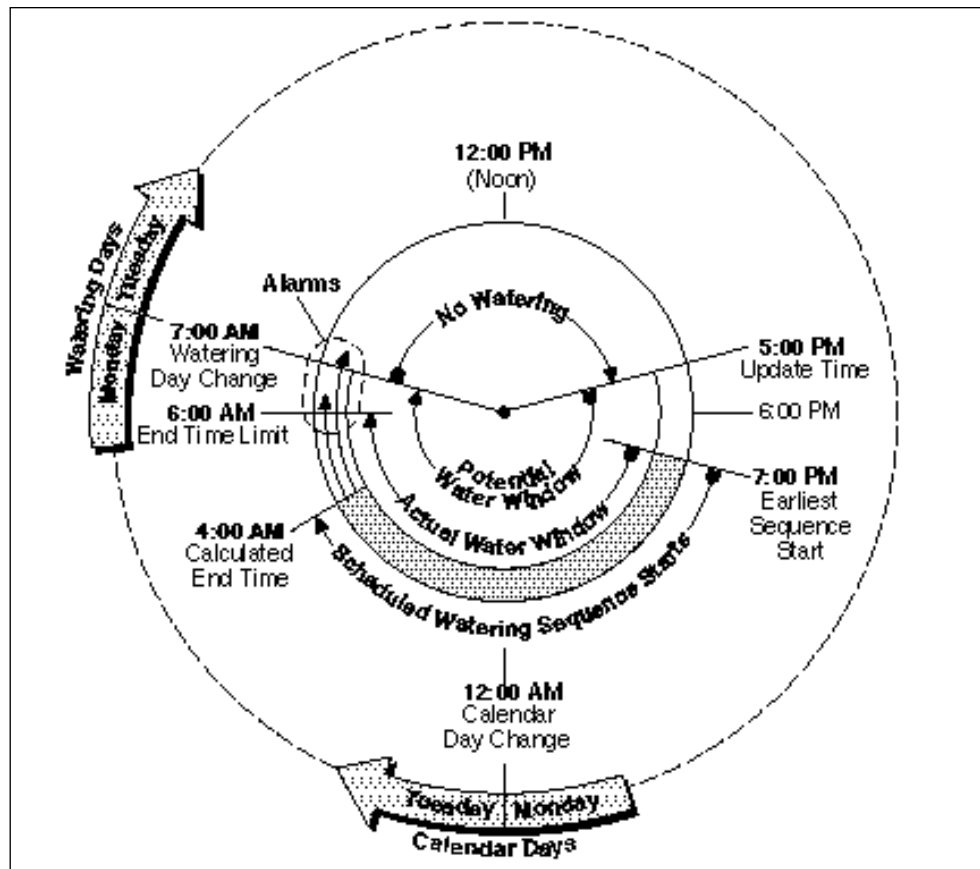 12:00 PM
(Noon)
Watering Days
Monday
Tuesday
Alarms
No Watering
7:00 AM
Watering
Day Change
5:00 PM
Update Time
6:00 AM
End Time Limit
6:00 PM
Potential
Water Window
Actual Water Window
7:00 PM
Earliest
Sequence
Start
4:00 AM
Calculated
End Time
Scheduled Watering Sequence Starts
12:00 AM
Calendar
Day Change
Tuesday
Monday
Calendar Days